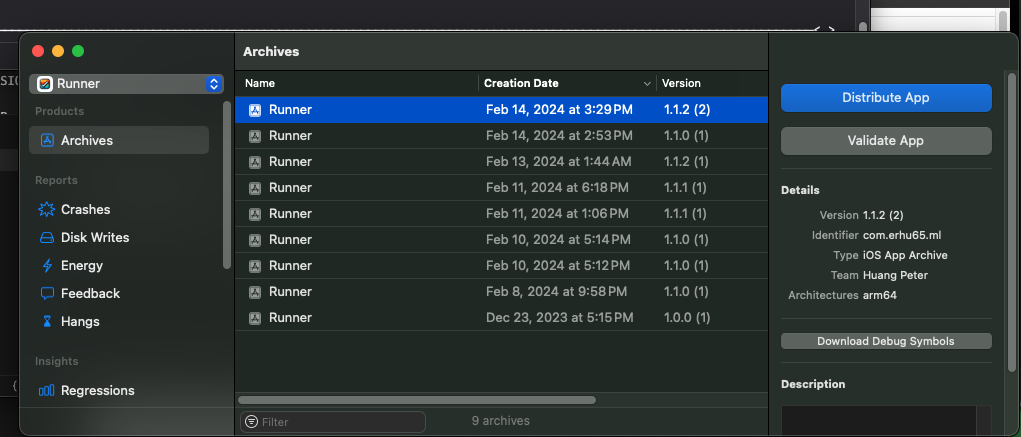 Archives
Runner
Name Creation Date Version
Distribute App
Products
Runner Feb 14, 2024 at 3:29 PM 1.1.2 (2)
Archives
Runner Feb 14, 2024 at 2:53 PM 1.1.0 (1)
Validate App
Runner Feb 13, 2024 at 1:44 AM 1.1.2 (1)
Reports
Runner Feb 11, 2024 at 6:18 PM 1.1.1 (1)
Details
Crashes
Runner Feb 11, 2024 at 1:06 PM 1.1.1 (1)
Version 1.1.2 (2)
Disk Writes
Runner Feb 10, 2024 at 5:14 PM 1.1.0 (1)
Identifier com.erhu65.ml
Energy
Runner Feb 10, 2024 at 5:12 PM 1.1.0 (1)
Type iOS App Archive
Team Huang Peter
Feedback
Runner Feb 8, 2024 at 9:58 PM 1.1.0 (1)
Architectures arm64
Hangs
Runner Dec 23, 2023 at 5:15 PM 1.0.0 (1)
Download Debug Symbols
Insights
Regressions
Description
Filter
9 archives